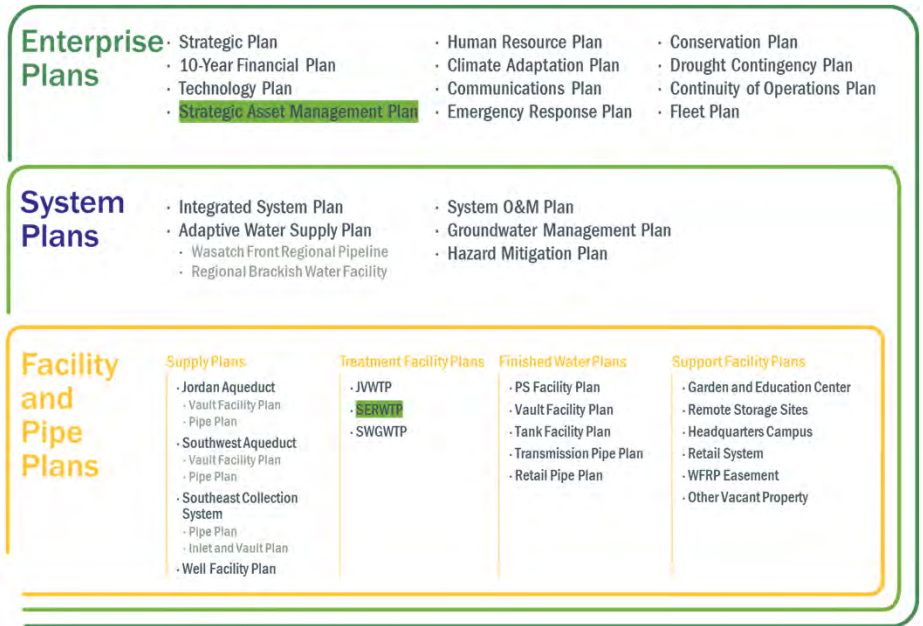 Enterprise
Plans
· Strategic Plan
· 10-Year Financial Plan
· Technology Plan
· Strategic Asset Management Plan
· Human Resource Plan
· Climate Adaptation Plan
· Communications Plan
· Emergency Response Plan
· Conservation Plan
· Drought Contingency Plan
· Continuity of Operations Plan
· Fleet Plan
System
Plans
· Integrated System Plan
· Adaptive Water Supply Plan
· Wasatch Front Regional Pipeline
· Regional Brackish Water Facility
· System O&M Plan
· Groundwater Management Plan
· Hazard Mitigation Plan
Facility
and
Pipe
Plans
Supply Plans
· Jordan Aqueduct
· Vault Facility Plan
· Pipe Plan
· Southwest Aqueduct
· Vault Facility Plan
· Pipe Plan
· Southeast Collection
System
· Pipe Plan
· Inlet and Vault Plan
· Well Facility Plan
Treatment Facility Plans
· JVWTP
· SERWTP
· SWGWTP
Finished Water Plans
· PS Facility Plan
· Vault Facility Plan
· Tank Facility Plan
· Transmission Pipe Plan
· Retail Pipe Plan
Support Facility Plans
· Garden and Education Center
· Remote Storage Sites
· Headquarters Campus
· Retail System
· WFRP Easement
· Other Vacant Property